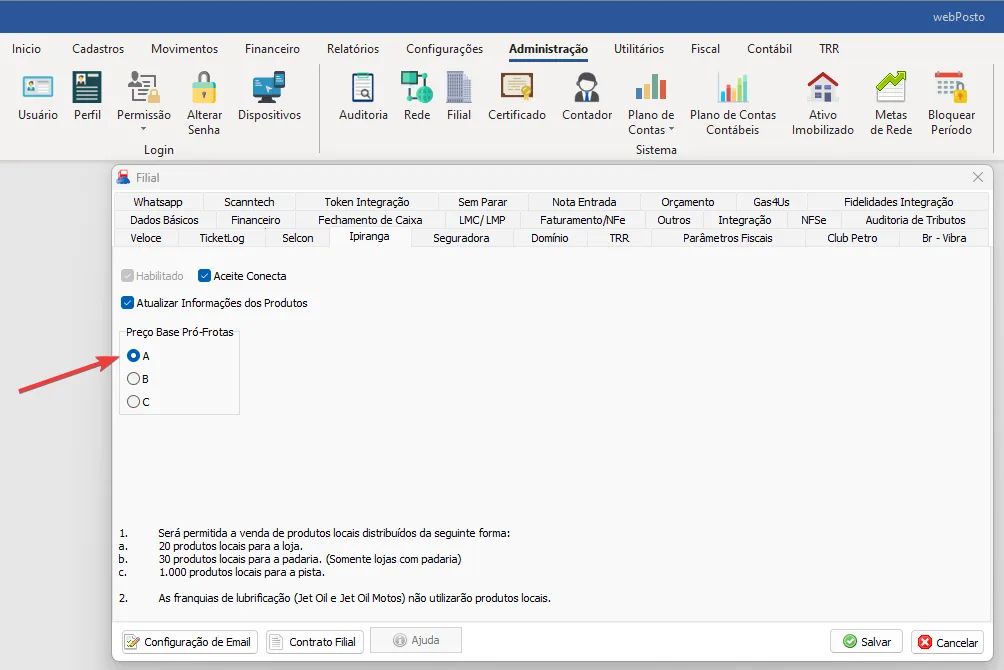 webPosto
Inicio Cadastros Movimentos Financeiro Relatórios Configurações Administração Utilitários Fiscal Contábil TRR
Usuário Perfil Permissão Alterar Senha Dispositivos Auditoria Rede Filial Certificado Contador Plano de Contas Plano de Contas Contábeis Ativo Imobilizado Metas de Rede Bloquear Período
Login Sistema
Filial
Whatsapp Scanntech Token Integração Sem Parar Nota Entrada Orçamento Gas4Us Fidelidades Integração
Dados Básicos Financeiro Fechamento de Caixa LMC/ LMP Faturamento/NFe Outros Integração NFSe Auditoria de Tributos
Veloce TicketLog Selcon Ipiranga Seguradora Domínio TRR Parâmetros Fiscais Club Petro Br - Vibra
Habilitado Aceite Conecta
Atualizar Informações dos Produtos
Preço Base Pró-Frotas
A
B
C
1. Será permitida a venda de produtos locais distribuídos da seguinte forma:
a. 20 produtos locais para a loja.
b. 30 produtos locais para a padaria. (Somente lojas com padaria)
c. 1.000 produtos locais para a pista.
2. As franquias de lubrificação (Jet Oil e Jet Oil Motos) não utilizarão produtos locais.
Configuração de Email Contrato Filial Ajuda Salvar Cancelar